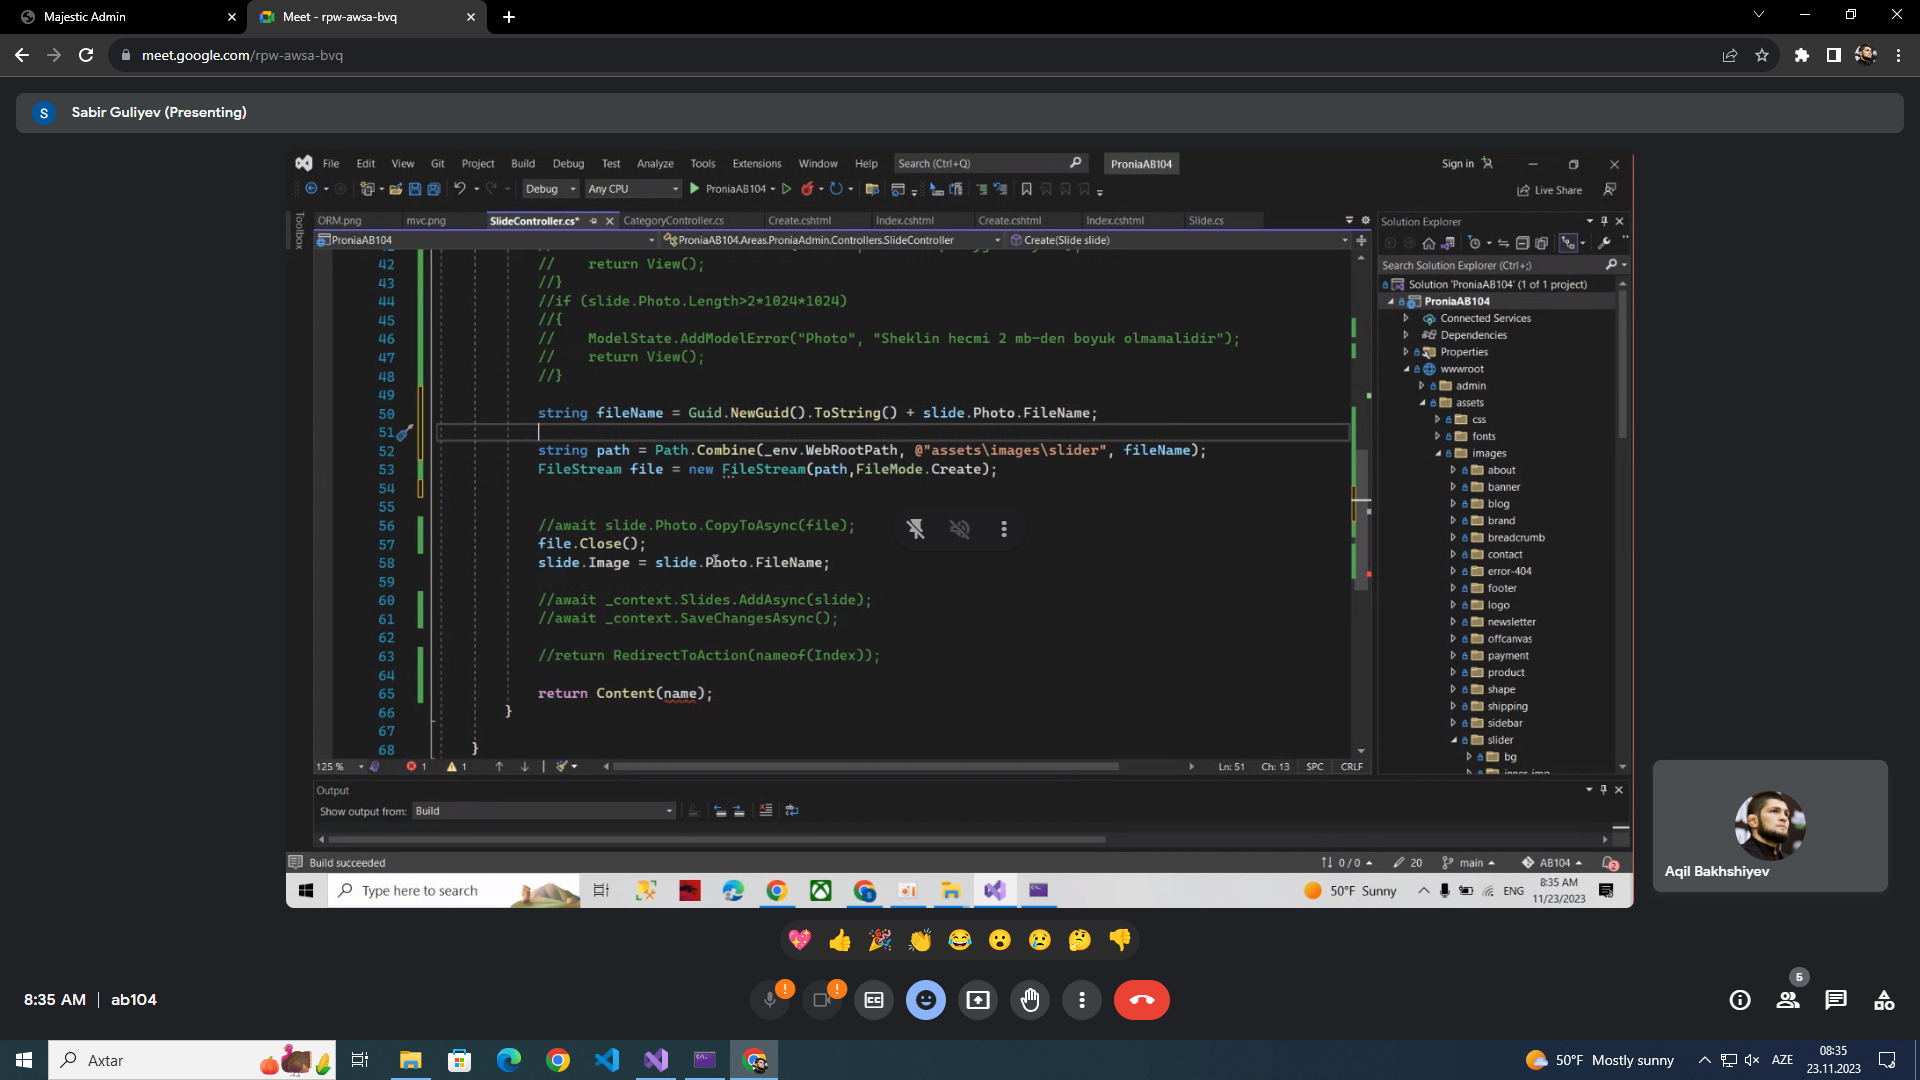 Majestic Admin
Meet - rpw-awsa-bvq
meet.google.com/rpw-awsa-bvq
S
Sabir Guliyev (Presenting)
File Edit View Git Project Build Debug Test Analyze Tools Extensions Window Help Search (Ctrl+Q) ProniaAB104 Sign in
Debug Any CPU ProniaAB104 Live Share
Toolbox
ORM.png mvc.png SlideController.cs* CategoryController.cs Create.cshtml Index.cshtml Create.cshtml Index.cshtml Slide.cs
ProniaAB104 ProniaAB104.Areas.ProniaAdmin.Controllers.SlideController Create(Slide slide)
42 // return View();
43 //}
44 //if (slide.Photo.Length>2*1024*1024)
45 //{
46 // ModelState.AddModelError("Photo", "Sheklin hecmi 2 mb-den boyuk olmamalidir");
47 // return View();
48 //}
49
50 string fileName = Guid.NewGuid().ToString() + slide.Photo.FileName;
51
52 string path = Path.Combine(_env.WebRootPath, @"assets\images\slider", fileName);
53 FileStream file = new FileStream(path,FileMode.Create);
54
55
56 //await slide.Photo.CopyToAsync(file);
57 file.Close();
58 slide.Image = slide.Photo.FileName;
59
60 //await _context.Slides.AddAsync(slide);
61 //await _context.SaveChangesAsync();
62
63 //return RedirectToAction(nameof(Index));
64
65 return Content(name);
66 }
67
68 }
125 % 1 1 Ln: 51 Ch: 13 SPC CRLF
Solution Explorer
Search Solution Explorer (Ctrl+;)
Solution 'ProniaAB104' (1 of 1 project)
ProniaAB104
Connected Services
Dependencies
Properties
wwwroot
admin
assets
css
fonts
images
about
banner
blog
brand
breadcrumb
contact
error-404
footer
logo
newsletter
offcanvas
payment
product
shape
shipping
sidebar
slider
bg
Output
Show output from: Build
Build succeeded 0 / 0 20 main AB104 2
Type here to search 50°F Sunny ENG 8:35 AM
11/23/2023
Aqil Bakhshiyev
8:35 AM | ab104
5
Axtar 50°F Mostly sunny AZE 08:35
23.11.2023